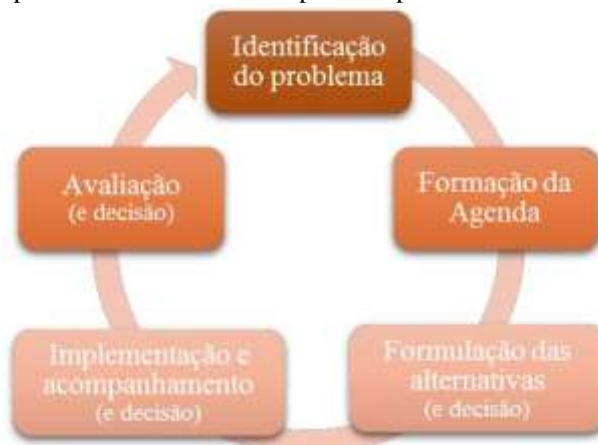 Identificação
do problema
Formação da
Agenda
Formulação das
alternativas
(e decisão)
Implementação e
acompanhamento
(e decisão)
Avaliação
(e decisão)